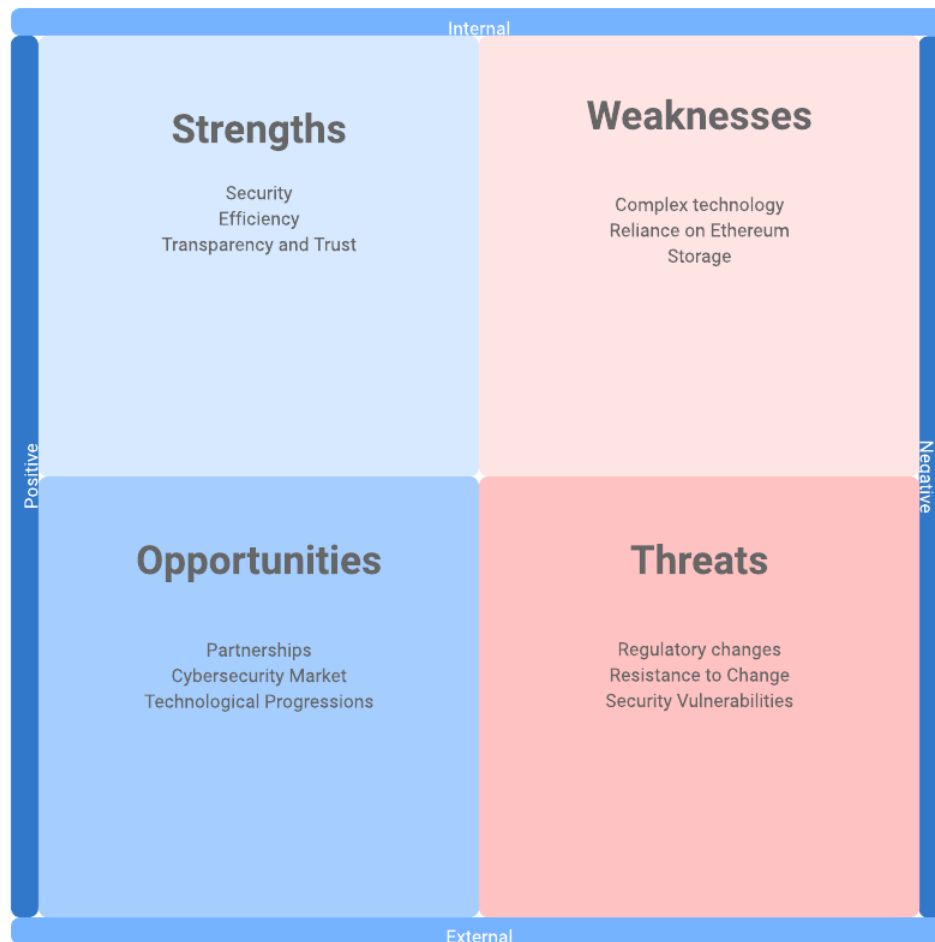 Internal
Strengths
Security
Efficiency
Transparency and Trust
Weaknesses
Complex technology
Reliance on Ethereum
Storage
Positive
Negative
Opportunities
Partnerships
Cybersecurity Market
Technological Progressions
Threats
Regulatory changes
Resistance to Change
Security Vulnerabilities
External